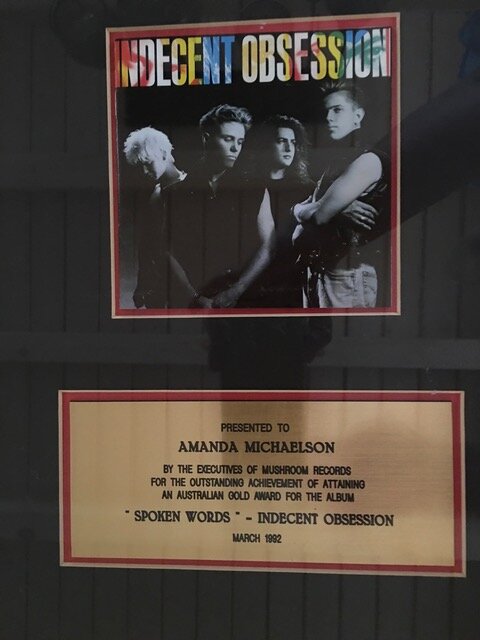 INDECENT OBSESSION
PRESENTED TO
AMANDA MICHAELSON
BY THE EXECUTIVES OF MUSHROOM RECORDS
FOR THE OUTSTANDING ACHIEVEMENT OF ATTAINING
AN AUSTRALIAN GOLD AWARD FOR THE ALBUM
" SPOKEN WORDS " - INDECENT OBSESSION
MARCH 1992